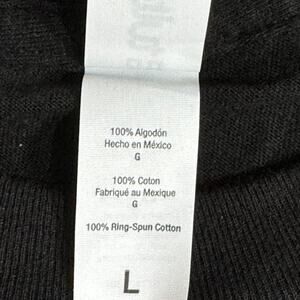 100% Algodón
Hecho en México
G
100% Coton
Fabriqué au Mexique
G
100% Ring-Spun Cotton
L